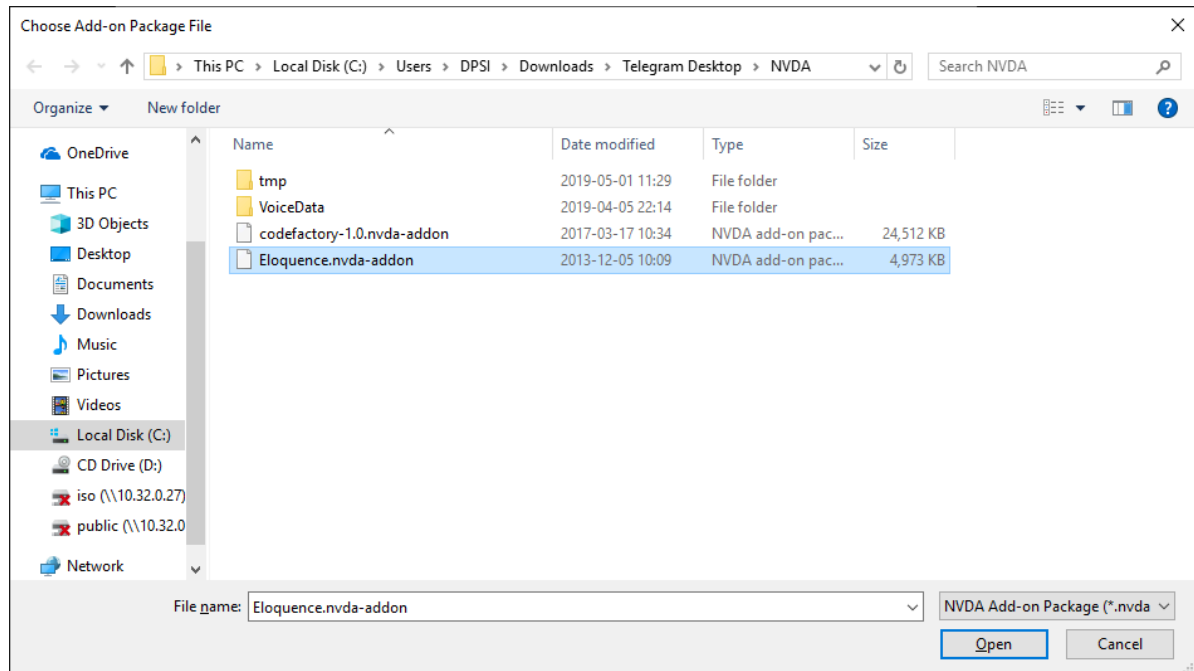 Choose Add-on Package File
This PC > Local Disk (C:) > Users > DPSI > Downloads > Telegram Desktop > NVDA
Search NVDA
Organize
New folder
Name
Date modified
Type
Size
OneDrive
This PC
3D Objects
Desktop
Documents
Downloads
Music
Pictures
Videos
Local Disk (C:)
CD Drive (D:)
iso (\\10.32.0.27)
public (\\10.32.0
Network
tmp 2019-05-01 11:29 File folder
VoiceData 2019-04-05 22:14 File folder
codefactory-1.0.nvda-addon 2017-03-17 10:34 NVDA add-on pac... 24,512 KB
Eloquence.nvda-addon 2013-12-05 10:09 NVDA add-on pac... 4,973 KB
File name: Eloquence.nvda-addon
NVDA Add-on Package (*.nvda
Open
Cancel